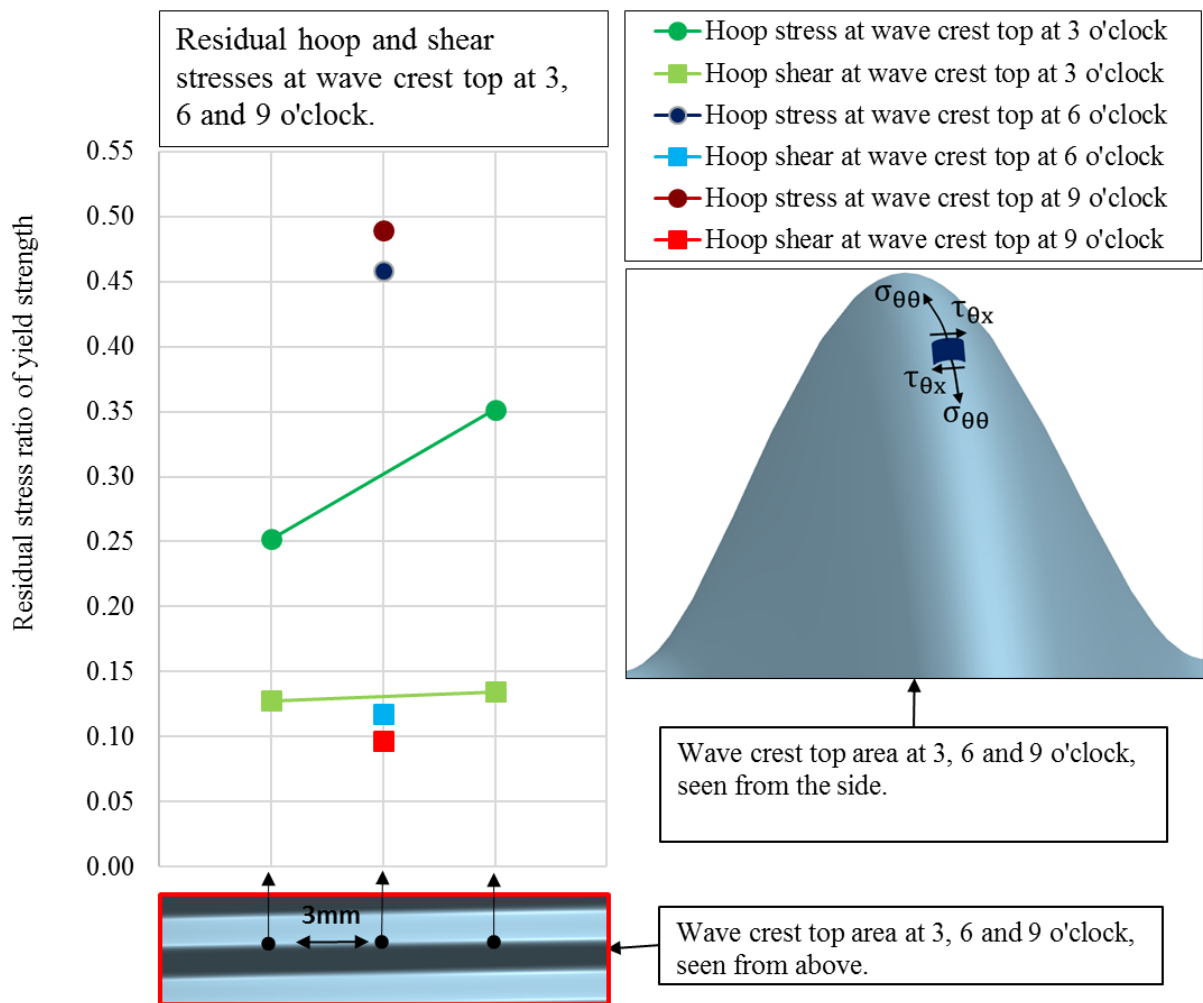 Residual hoop and shear
stresses at wave crest top at 3,
6 and 9 o'clock.
Hoop stress at wave crest top at 3 o'clock
Hoop shear at wave crest top at 3 o'clock
Hoop stress at wave crest top at 6 o'clock
Hoop shear at wave crest top at 6 o'clock
Hoop stress at wave crest top at 9 o'clock
Hoop shear at wave crest top at 9 o'clock
Residual stress ratio of yield strength
0.55
0.50
0.45
0.40
0.35
0.30
0.25
0.20
0.15
0.10
0.05
0.00
σθθ
τθx
τθx
σθθ
Wave crest top area at 3, 6 and 9 o'clock,
seen from the side.
3mm
Wave crest top area at 3, 6 and 9 o'clock,
seen from above.